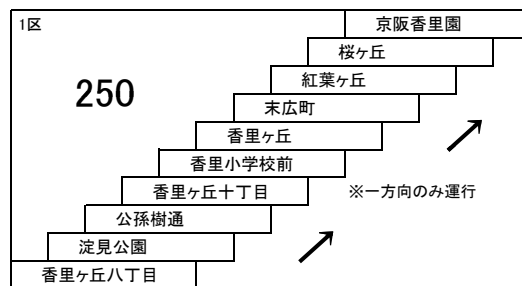 1区
京阪香里園
桜ヶ丘
250
紅葉ヶ丘
末広町
香里ヶ丘
香里小学校前
香里ヶ丘十丁目
※一方向のみ運行
公孫樹通
淀見公園
香里ヶ丘八丁目